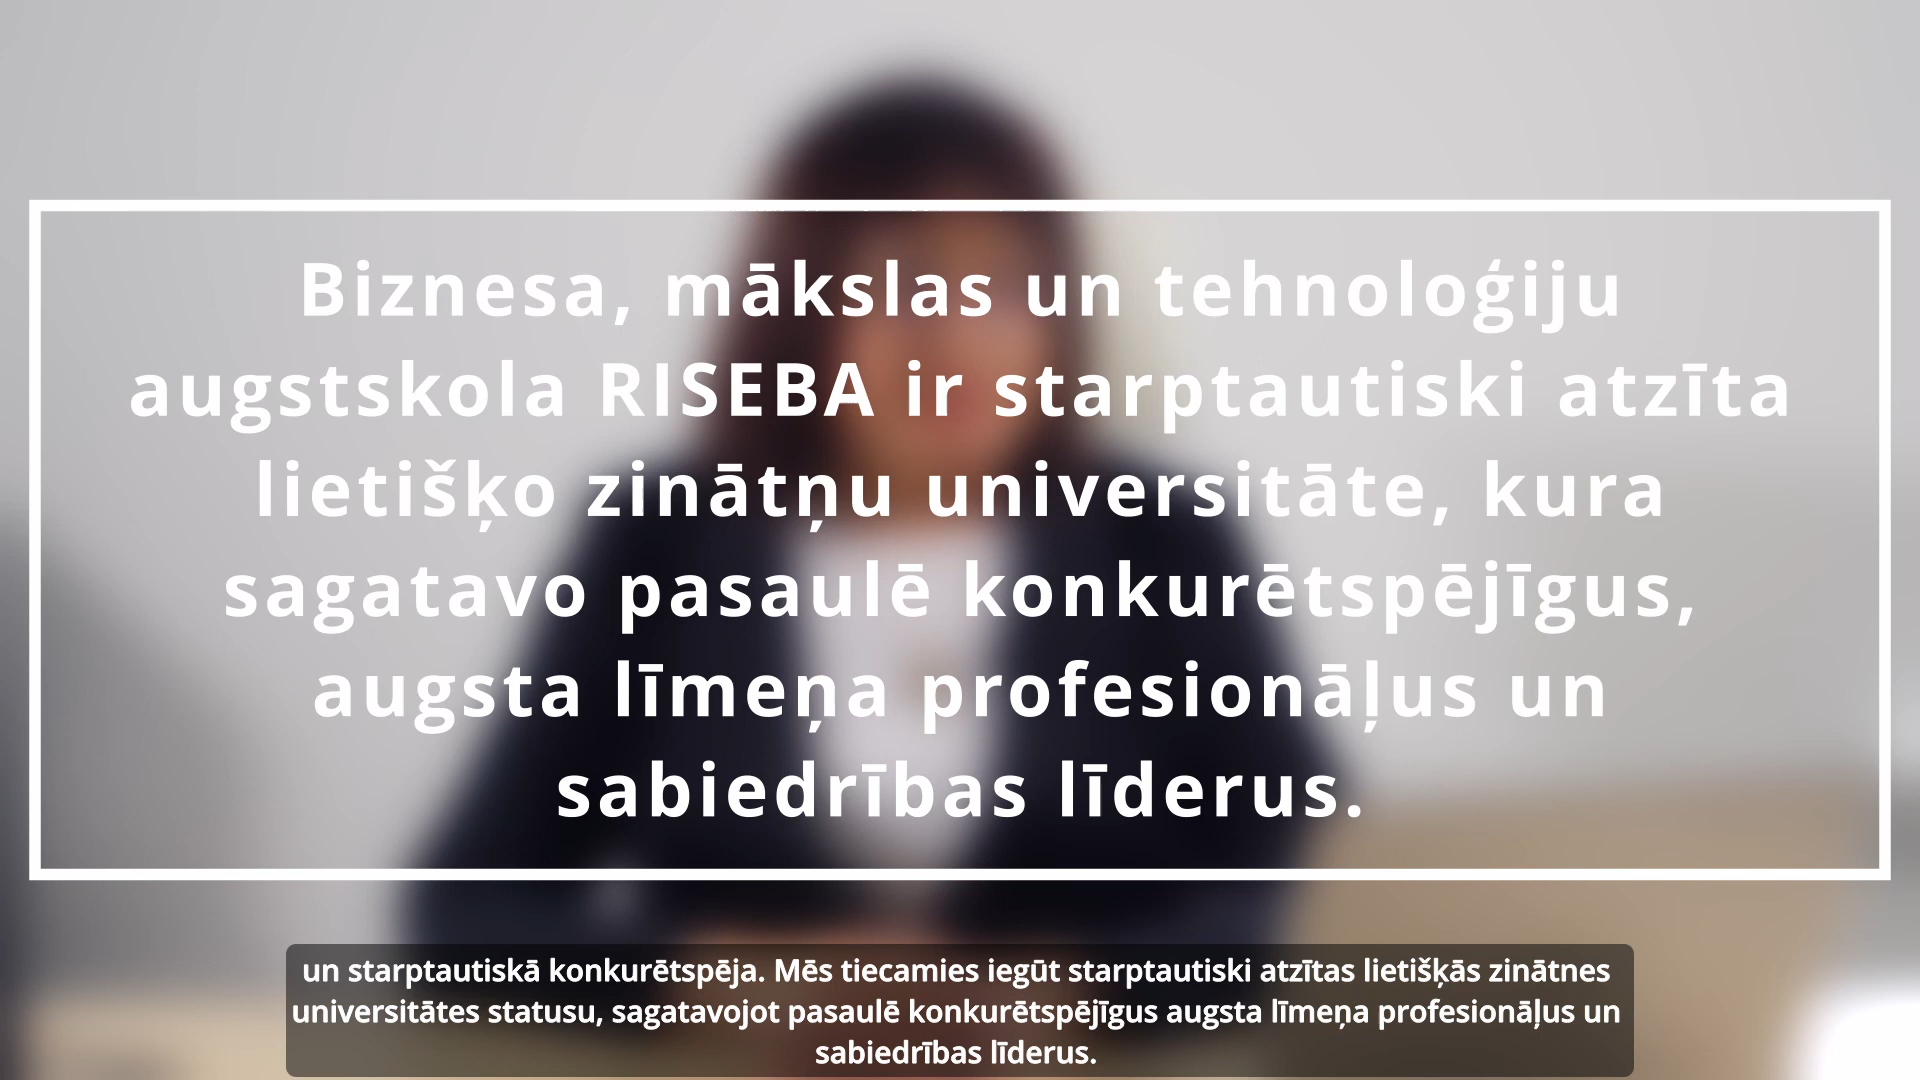 Biznesa, mākslas un tehnoloģiju
augstskola RISEBA ir starptautiski atzīta
lietišķo zinātņu universitāte, kura
sagatavo pasaulē konkurētspējīgus,
augsta līmeņa profesionāļus un
sabiedrības līderus.
un starptautiskā konkurētspēja. Mēs tiecamies iegūt starptautiski atzītas lietišķās zinātnes
universitātes statusu, sagatavojot pasaulē konkurētspējīgus augsta līmeņa profesionāļus un
sabiedrības līderus.